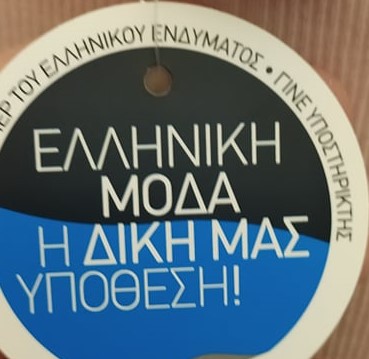 ΤΟΥ ΕΛΛΗΝΙΚΟΥ ΕΝΔΥΜΑΤΟΣ • ΓΙΝΕ ΥΠΟΣΤΗΡΙΚΤΗΣ
ΕΛΛΗΝΙΚΗ
ΜΟΔΑ
Η ΔΙΚΗ ΜΑΣ
ΥΠΟΘΕΣΗ!